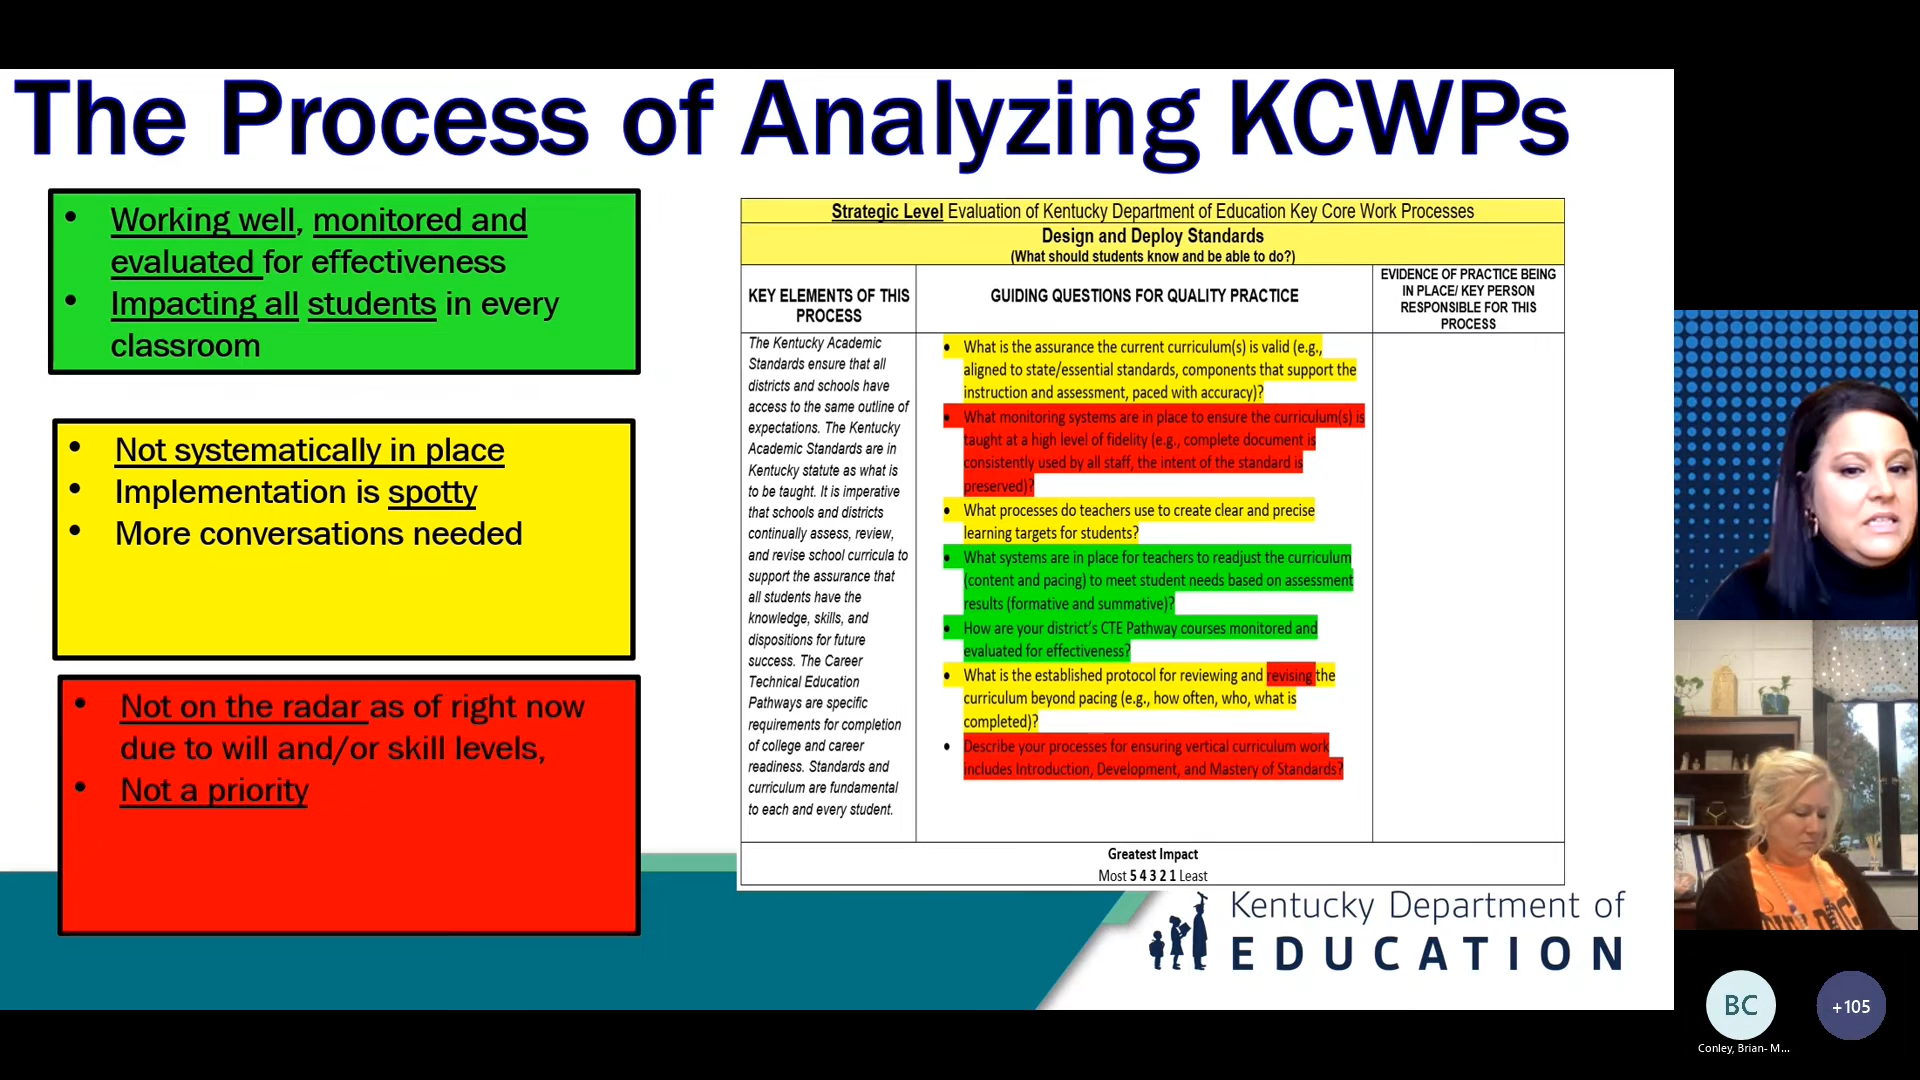 The Process of Analyzing KCWPs
• Working well, monitored and
evaluated for effectiveness
• Impacting all students in every
classroom
• Not systematically in place
• Implementation is spotty
• More conversations needed
• Not on the radar as of right now
due to will and/or skill levels,
• Not a priority
Strategic Level Evaluation of Kentucky Department of Education Key Core Work Processes
Design and Deploy Standards
(What should students know and be able to do?)
KEY ELEMENTS OF THIS
PROCESS
GUIDING QUESTIONS FOR QUALITY PRACTICE
EVIDENCE OF PRACTICE BEING
IN PLACE/ KEY PERSON
RESPONSIBLE FOR THIS
PROCESS
The Kentucky Academic
Standards ensure that all
districts and schools have
access to the same outline of
expectations. The Kentucky
Academic Standards are in
Kentucky statute as what is
to be taught. It is imperative
that schools and districts
continually assess, review,
and revise school curricula to
support the assurance that
all students have the
knowledge, skills, and
dispositions for future
success. The Career
Technical Education
Pathways are specific
requirements for completion
of college and career
readiness. Standards and
curriculum are fundamental
to each and every student.
• What is the assurance the current curriculum(s) is valid (e.g.,
aligned to state/essential standards, components that support the
instruction and assessment, paced with accuracy)?
• What monitoring systems are in place to ensure the curriculum(s) is
taught at a high level of fidelity (e.g., complete document is
consistently used by all staff, the intent of the standard is
preserved)?
• What processes do teachers use to create clear and precise
learning targets for students?
• What systems are in place for teachers to readjust the curriculum
(content and pacing) to meet student needs based on assessment
results (formative and summative)?
• How are your district's CTE Pathway courses monitored and
evaluated for effectiveness?
• What is the established protocol for reviewing and revising the
curriculum beyond pacing (e.g., how often, who, what is
completed)?
• Describe your processes for ensuring vertical curriculum work
includes Introduction, Development, and Mastery of Standards?
Greatest Impact
Most 5 4 3 2 1 Least
Kentucky Department of
EDUCATION
BC
+105
Conley, Brian- M...